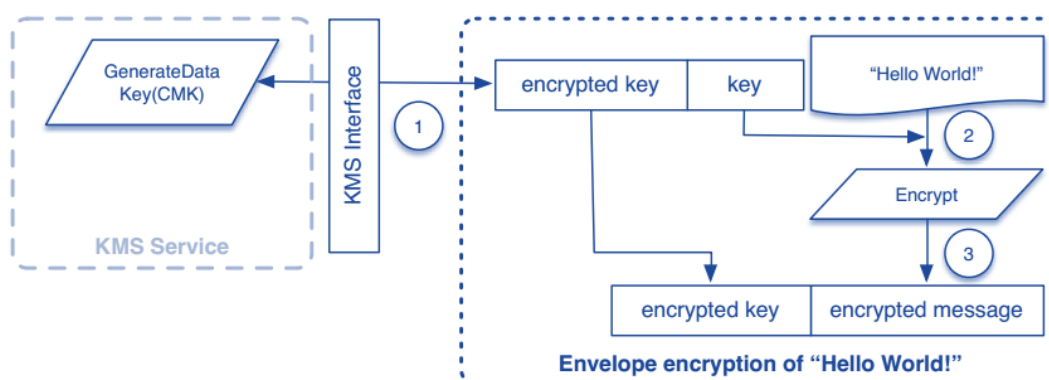 GenerateData
Key(CMK)
KMS Service
KMS Interface
1
encrypted key
key
“Hello World!”
2
Encrypt
3
encrypted key
encrypted message
Envelope encryption of “Hello World!”